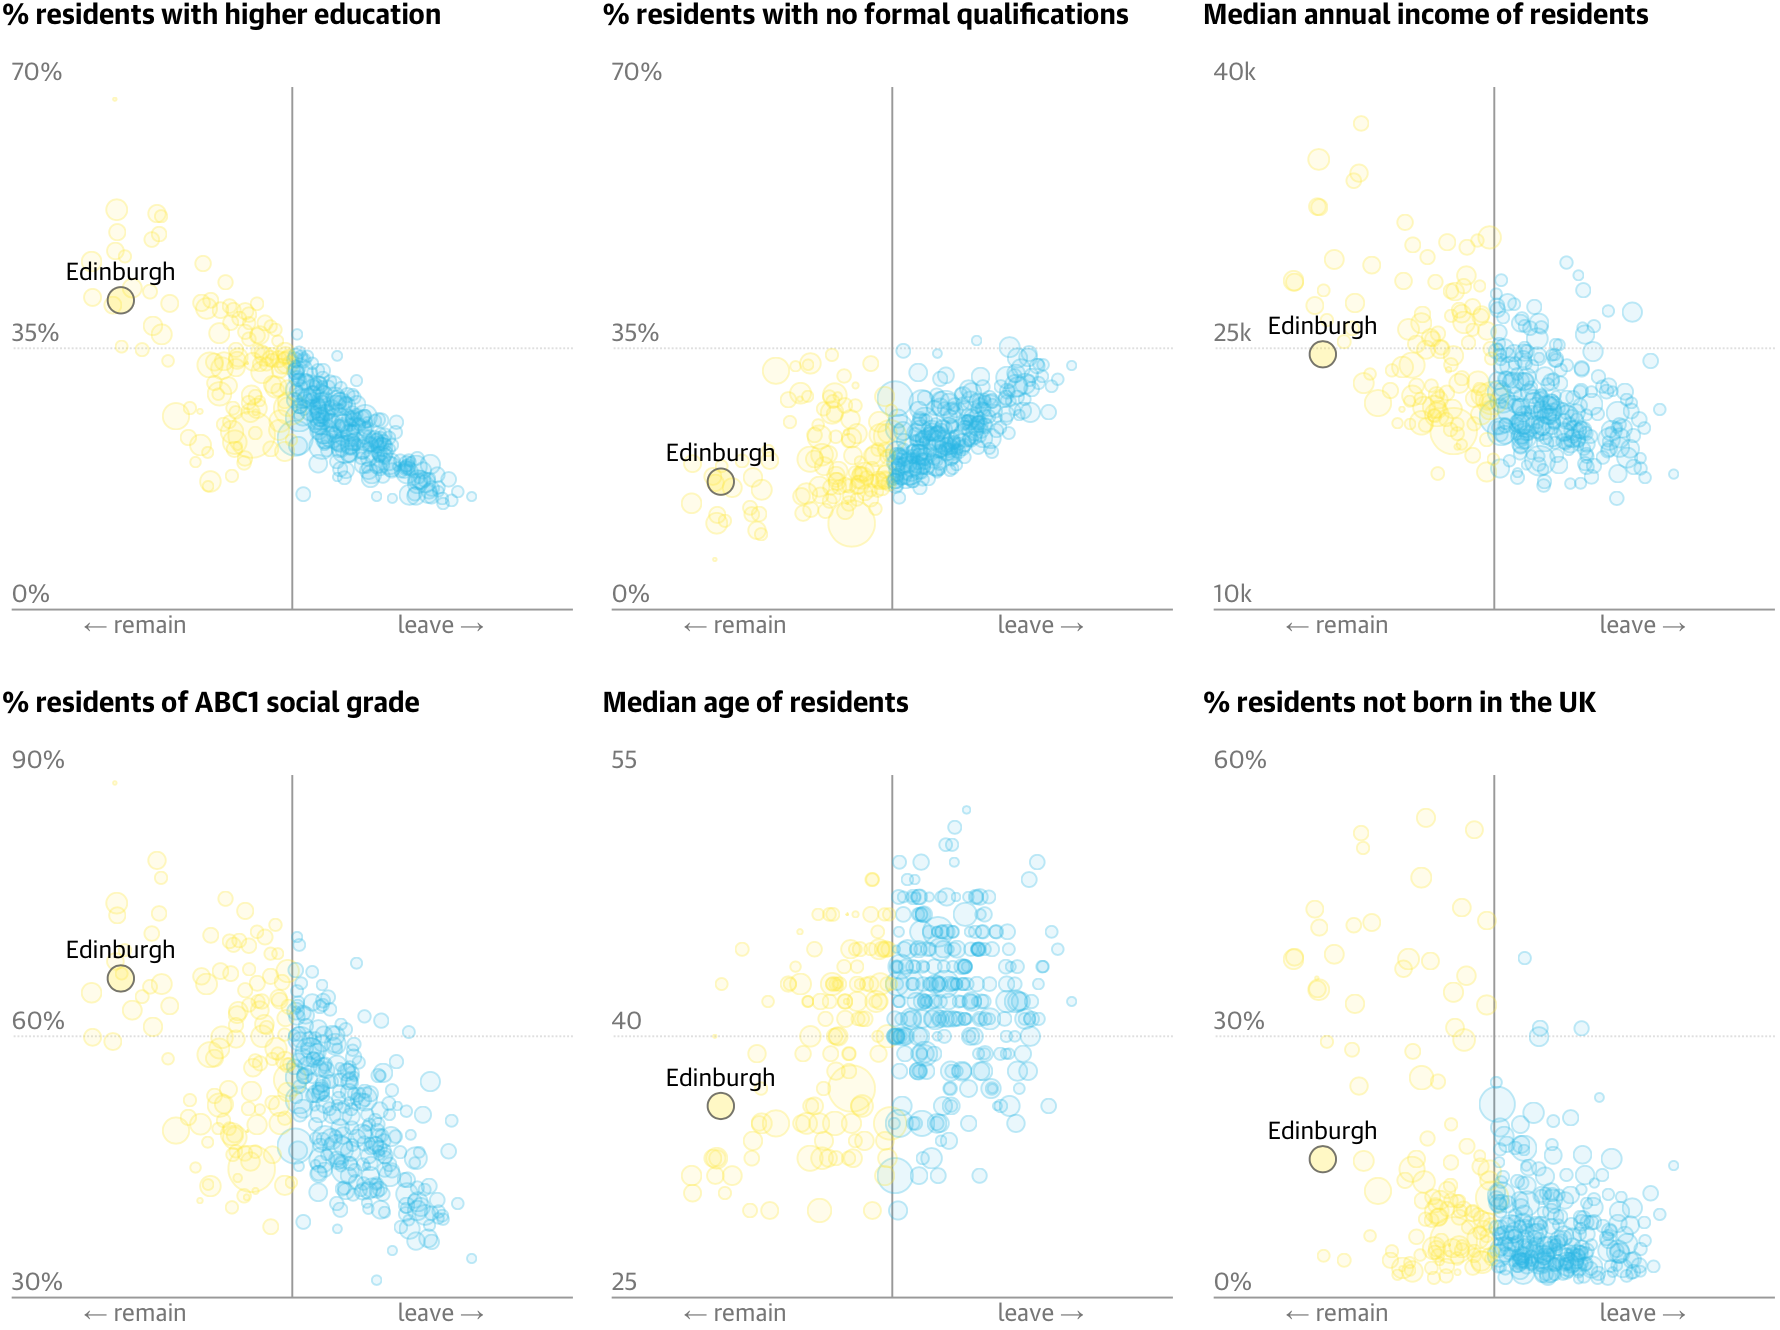 % residents with higher education
70%
Edinburgh
35%
0%
← remain
leave →
% residents with no formal qualifications
70%
35%
Edinburgh
0%
← remain
leave →
Median annual income of residents
40k
25k
Edinburgh
10k
← remain
leave →
% residents of ABC1 social grade
90%
Edinburgh
60%
30%
← remain
leave →
Median age of residents
55
40
Edinburgh
25
← remain
leave →
% residents not born in the UK
60%
30%
Edinburgh
0%
← remain
leave →